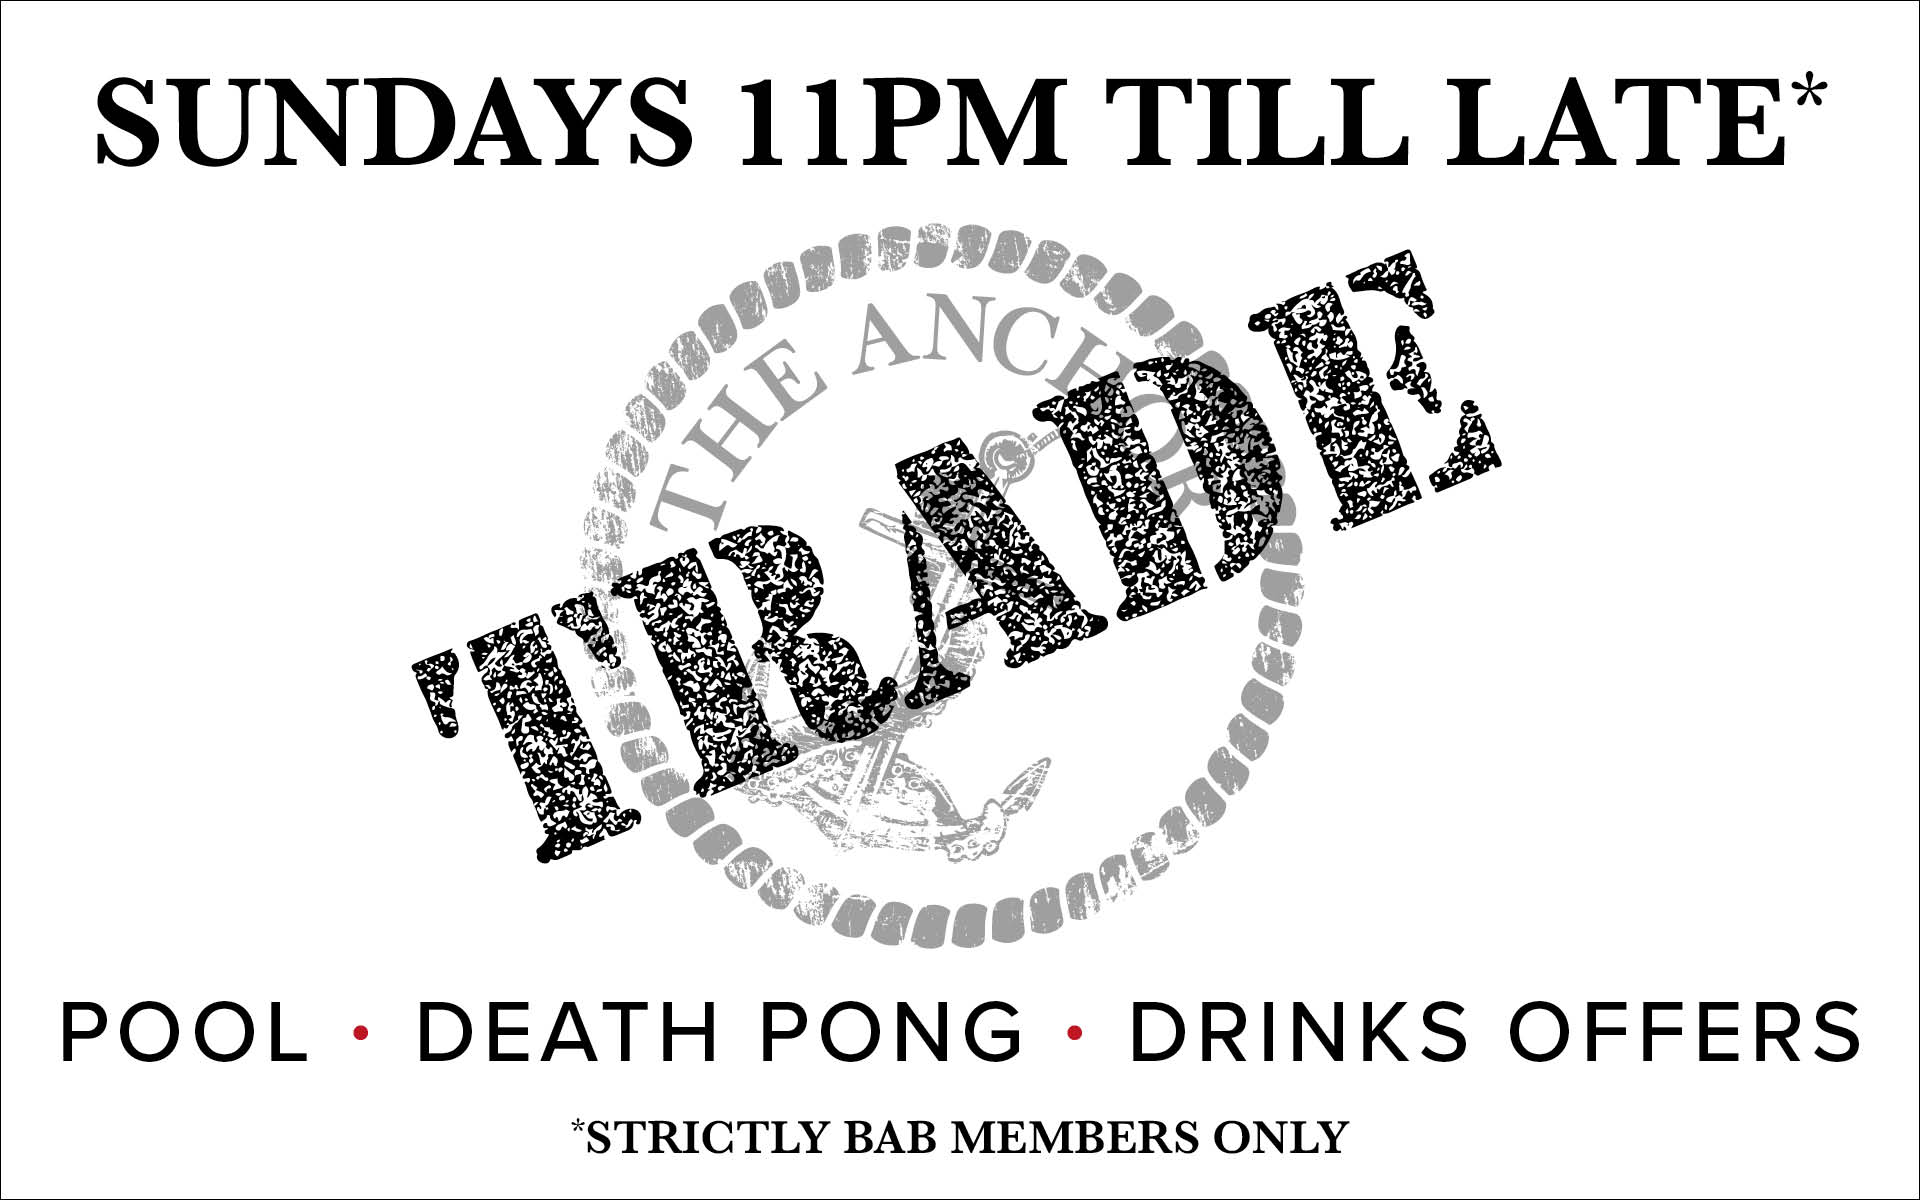 SUNDAYS 11PM TILL LATE*
THE ANCHOR
TRADE
POOL • DEATH PONG • DRINKS OFFERS
*STRICTLY BAB MEMBERS ONLY